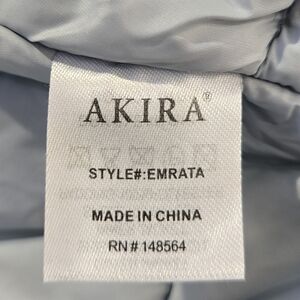 AKIRA®
STYLE#:EMRATA
MADE IN CHINA
RN # 148564